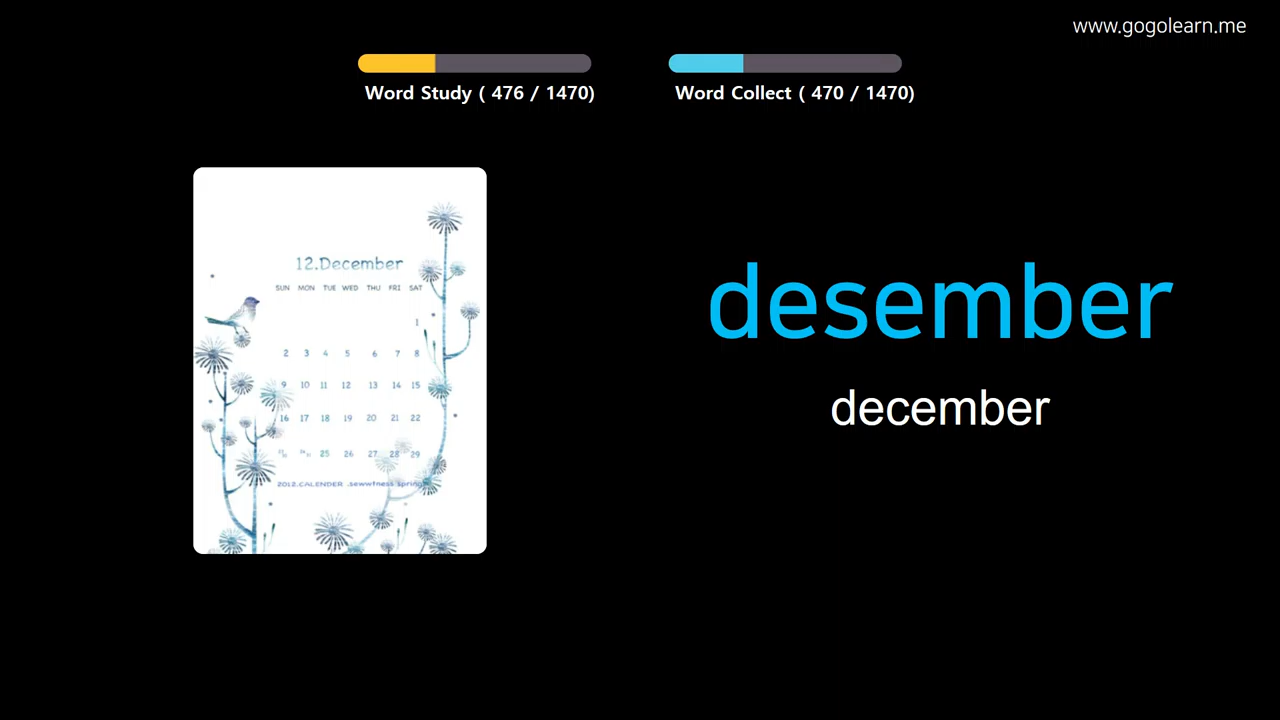 www.gogolearn.me
Word Study ( 476 / 1470)
Word Collect ( 470 / 1470)
12.December
SUN MON TUE WED THU FRI SAT
1
2 3 4 5 6 7 8
9 10 11 12 13 14 15
16 17 18 19 20 21 22
25 26 27 28 29
2012.CALENDER
desember
december